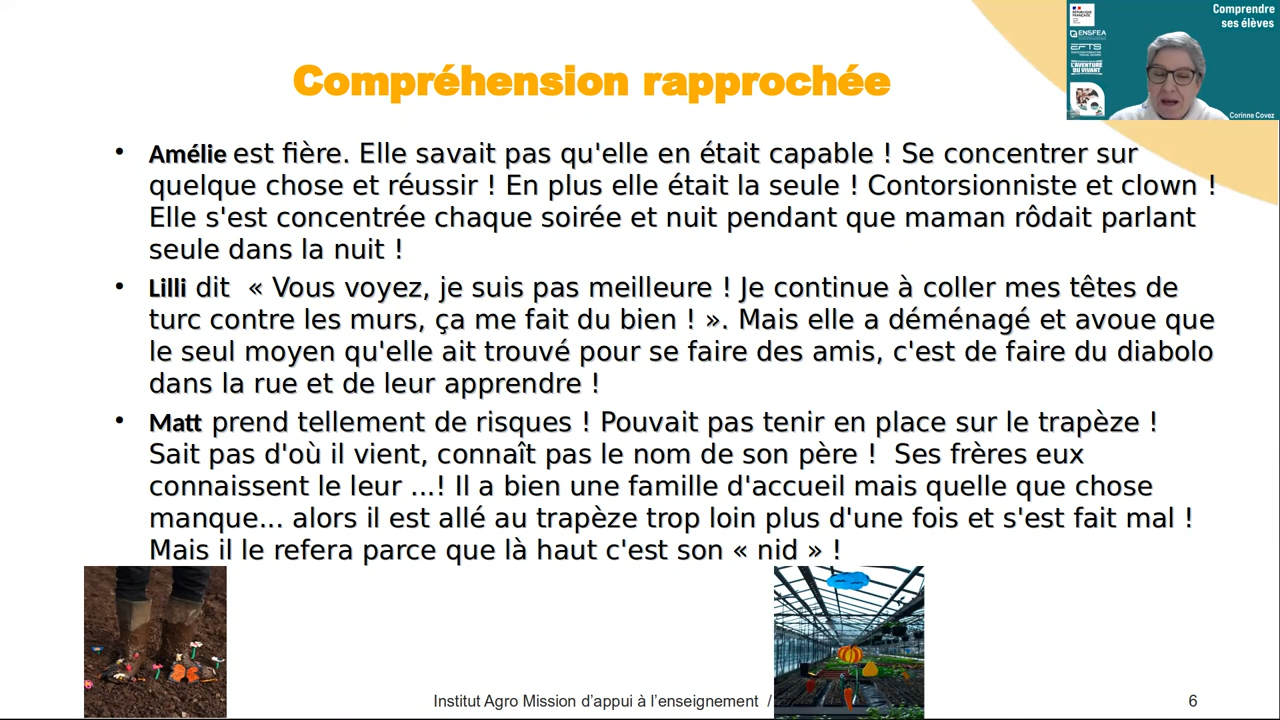 Comprendre
ses élèves
RÉPUBLIQUE
FRANÇAISE
ENSFEA
EFTS
L'AVENTURE
DU VIVANT
Corinne Covez
Compréhension rapprochée
• Amélie est fière. Elle savait pas qu'elle en était capable ! Se concentrer sur
quelque chose et réussir ! En plus elle était la seule ! Contorsionniste et clown !
Elle s'est concentrée chaque soirée et nuit pendant que maman rôdait parlant
seule dans la nuit !
• Lilli dit « Vous voyez, je suis pas meilleure ! Je continue à coller mes têtes de
turc contre les murs, ça me fait du bien ! ». Mais elle a déménagé et avoue que
le seul moyen qu'elle ait trouvé pour se faire des amis, c'est de faire du diabolo
dans la rue et de leur apprendre !
• Matt prend tellement de risques ! Pouvait pas tenir en place sur le trapèze !
Sait pas d'où il vient, connaît pas le nom de son père ! Ses frères eux
connaissent le leur ...! Il a bien une famille d'accueil mais quelle que chose
manque... alors il est allé au trapèze trop loin plus d'une fois et s'est fait mal !
Mais il le refera parce que là haut c'est son « nid » !
Institut Agro Mission d'appui à l'enseignement /
6